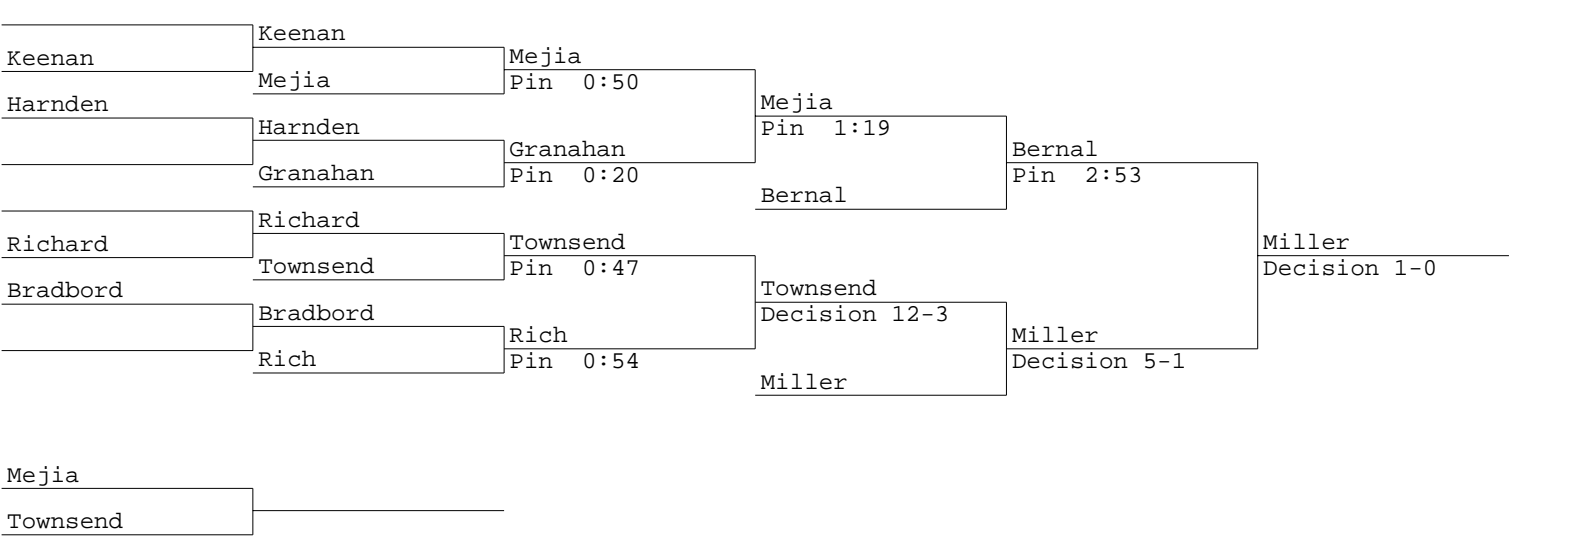 Keenan
Keenan
Mejia
Mejia
Pin 0:50
Harnden
Harnden
Granahan
Granahan
Pin 0:20
Mejia
Pin 1:19
Bernal
Bernal
Pin 2:53
Richard
Richard
Townsend
Townsend
Pin 0:47
Bradbord
Bradbord
Rich
Rich
Pin 0:54
Townsend
Decision 12-3
Miller
Miller
Decision 5-1
Miller
Decision 1-0
Mejia
Townsend